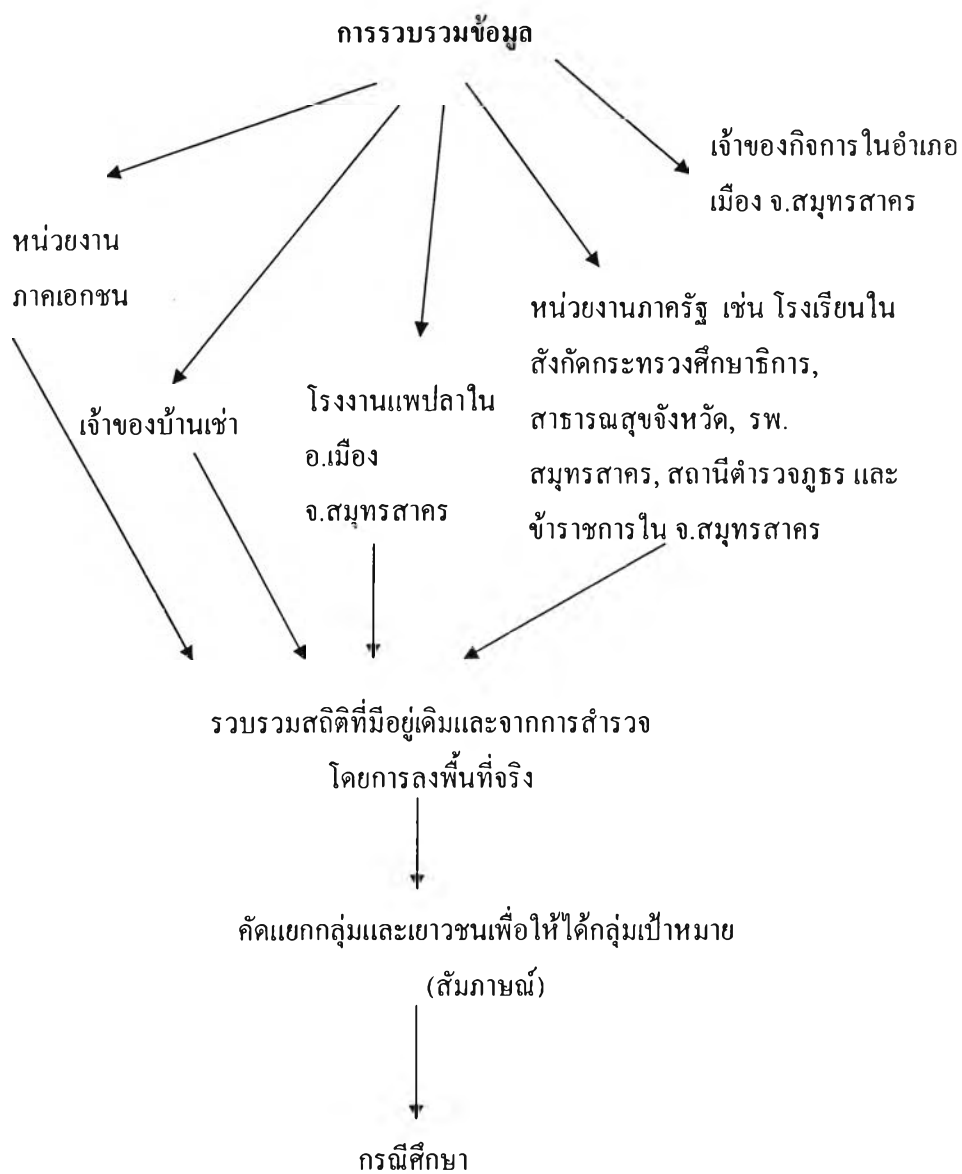 การรวบรวมข้อมูล
เจ้าของกิจการในอำเภอ
เมือง จ.สมุทรสาคร
หน่วยงาน
ภาคเอกชน
เจ้าของบ้านเช่า
โรงงานแพปลาใน
อ.เมือง
จ.สมุทรสาคร
หน่วยงานภาครัฐ เช่น โรงเรียนใน
สังกัดกระทรวงศึกษาธิการ,
สาธารณสุขจังหวัด, รพ.
สมุทรสาคร, สถานีตำรวจภูธร และ
ข้าราชการใน จ.สมุทรสาคร
รวบรวมสถิติที่มีอยู่เดิมและจากการสำรวจ
โดยการลงพื้นที่จริง
คัดแยกกลุ่มและเยาวชนเพื่อให้ได้กลุ่มเป้าหมาย
(สัมภาษณ์)
กรณีศึกษา